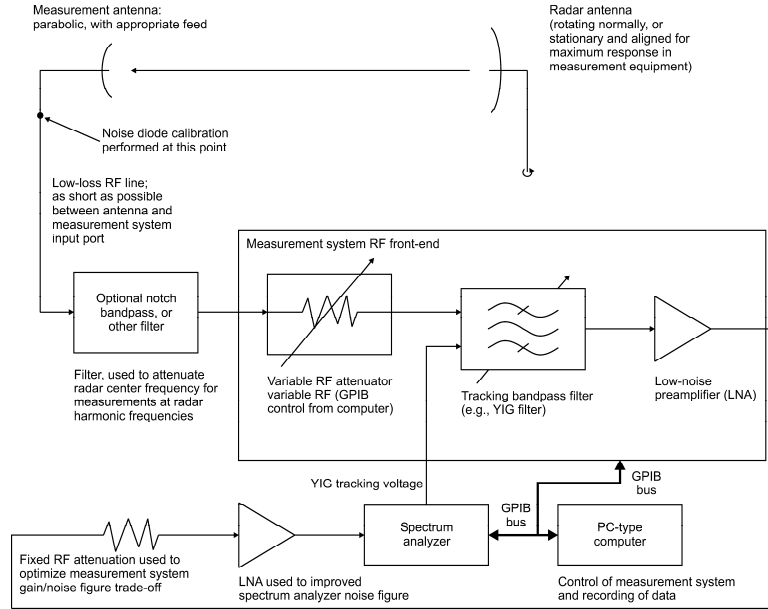 Measurement antenna:
parabolic, with appropriate feed
Radar antenna
(rotating normally, or
stationary and aligned for
maximum response in
measurement equipment)
Noise diode calibration
performed at this point
Low-loss RF line;
as short as possible
between antenna and
measurement system
input port
Measurement system RF front-end
Optional notch
bandpass, or
other filter
Filter, used to attenuate
radar center frequency for
measurements at radar
harmonic frequencies
Variable RF attenuator
variable RF (GPIB
control from computer)
Tracking bandpass filter
(e.g., YIG filter)
Low-noise
preamplifier (LNA)
YIG tracking voltage
GPIB
bus
GPIB
bus
Spectrum
analyzer
PC-type
computer
Fixed RF attenuation used to
optimize measurement system
gain/noise figure trade-off
LNA used to improved
spectrum analyzer noise figure
Control of measurement system
and recording of data